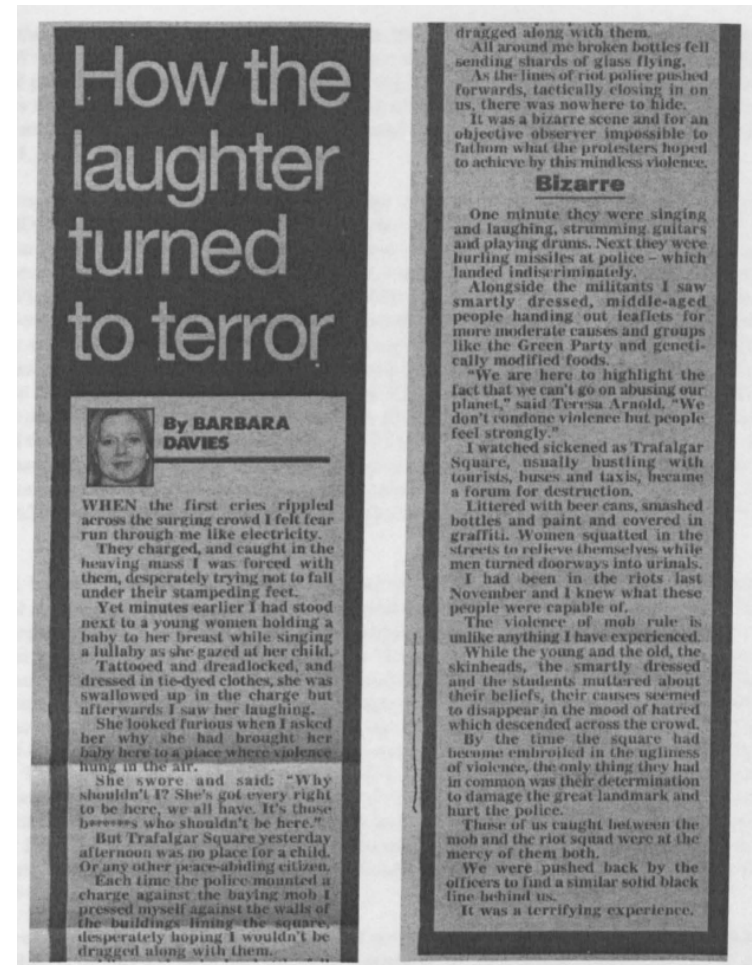 How the
laughter
turned
to terror
By BARBARA
DAVIES
WHEN the first cries rippled
across the surging crowd I felt fear
run through me like electricity.
They charged, and caught in the
heaving mass I was forced with
them, desperately trying not to fall
under their stampeding feet.
Yet minutes earlier I had stood
next to a young women holding a
baby to her breast while singing
a lullaby as she gazed at her child.
Tattooed and dreadlocked, and
dressed in tie-dyed clothes, she was
swallowed up in the charge but
afterwards I saw her laughing.
She looked furious when I asked
her why she had brought her
baby here to a place where violence
hung in the air.
She swore and said: "Why
shouldn't I? She's got every right
to be here, we all have. It's those
b******s who shouldn't be here."
But Trafalgar Square yesterday
afternoon was no place for a child.
Or any other peace-abiding citizen.
Each time the police mounted a
charge against the baying mob I
pressed myself against the walls of
the buildings lining the square,
desperately hoping I wouldn't be
dragged along with them.
dragged along with them.
All around me broken bottles fell
sending shards of glass flying.
As the lines of riot police pushed
forwards, tactically closing in on
us, there was nowhere to hide.
It was a bizarre scene and for an
objective observer impossible to
fathom what the protesters hoped
to achieve by this mindless violence.
Bizarre
One minute they were singing
and laughing, strumming guitars
and playing drums. Next they were
hurling missiles at police – which
landed indiscriminately.
Alongside the militants I saw
smartly dressed, middle-aged
people handing out leaflets for
more moderate causes and groups
like the Green Party and geneti-
cally modified foods.
"We are here to highlight the
fact that we can't go on abusing our
planet," said Teresa Arnold. "We
don't condone violence but people
feel strongly."
I watched sickened as Trafalgar
Square, usually bustling with
tourists, buses and taxis, became
a forum for destruction.
Littered with beer cans, smashed
bottles and paint and covered in
graffiti. Women squatted in the
streets to relieve themselves while
men turned doorways into urinals.
I had been in the riots last
November and I knew what these
people were capable of.
The violence of mob rule is
unlike anything I have experienced.
While the young and the old, the
skinheads, the smartly dressed
and the students muttered about
their beliefs, their causes seemed
to disappear in the mood of hatred
which descended across the crowd.
By the time the square had
become embroiled in the ugliness
of violence, the only thing they had
in common was their determination
to damage the great landmark and
hurt the police.
Those of us caught between the
mob and the riot squad were at the
mercy of them both.
We were pushed back by the
officers to find a similar solid black
line behind us.
It was a terrifying experience.